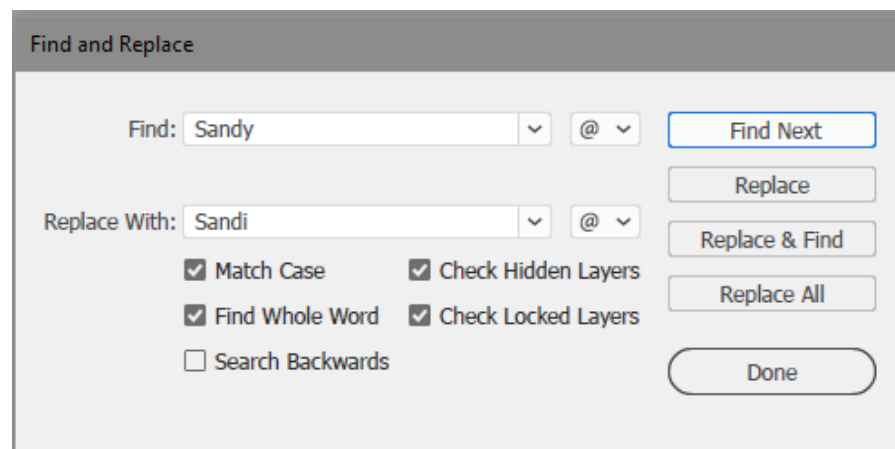 Find and Replace
Find: Sandy @ Find Next
Replace
Replace With: Sandi @ Replace & Find
Match Case Check Hidden Layers
Replace All
Find Whole Word Check Locked Layers
Search Backwards
Done